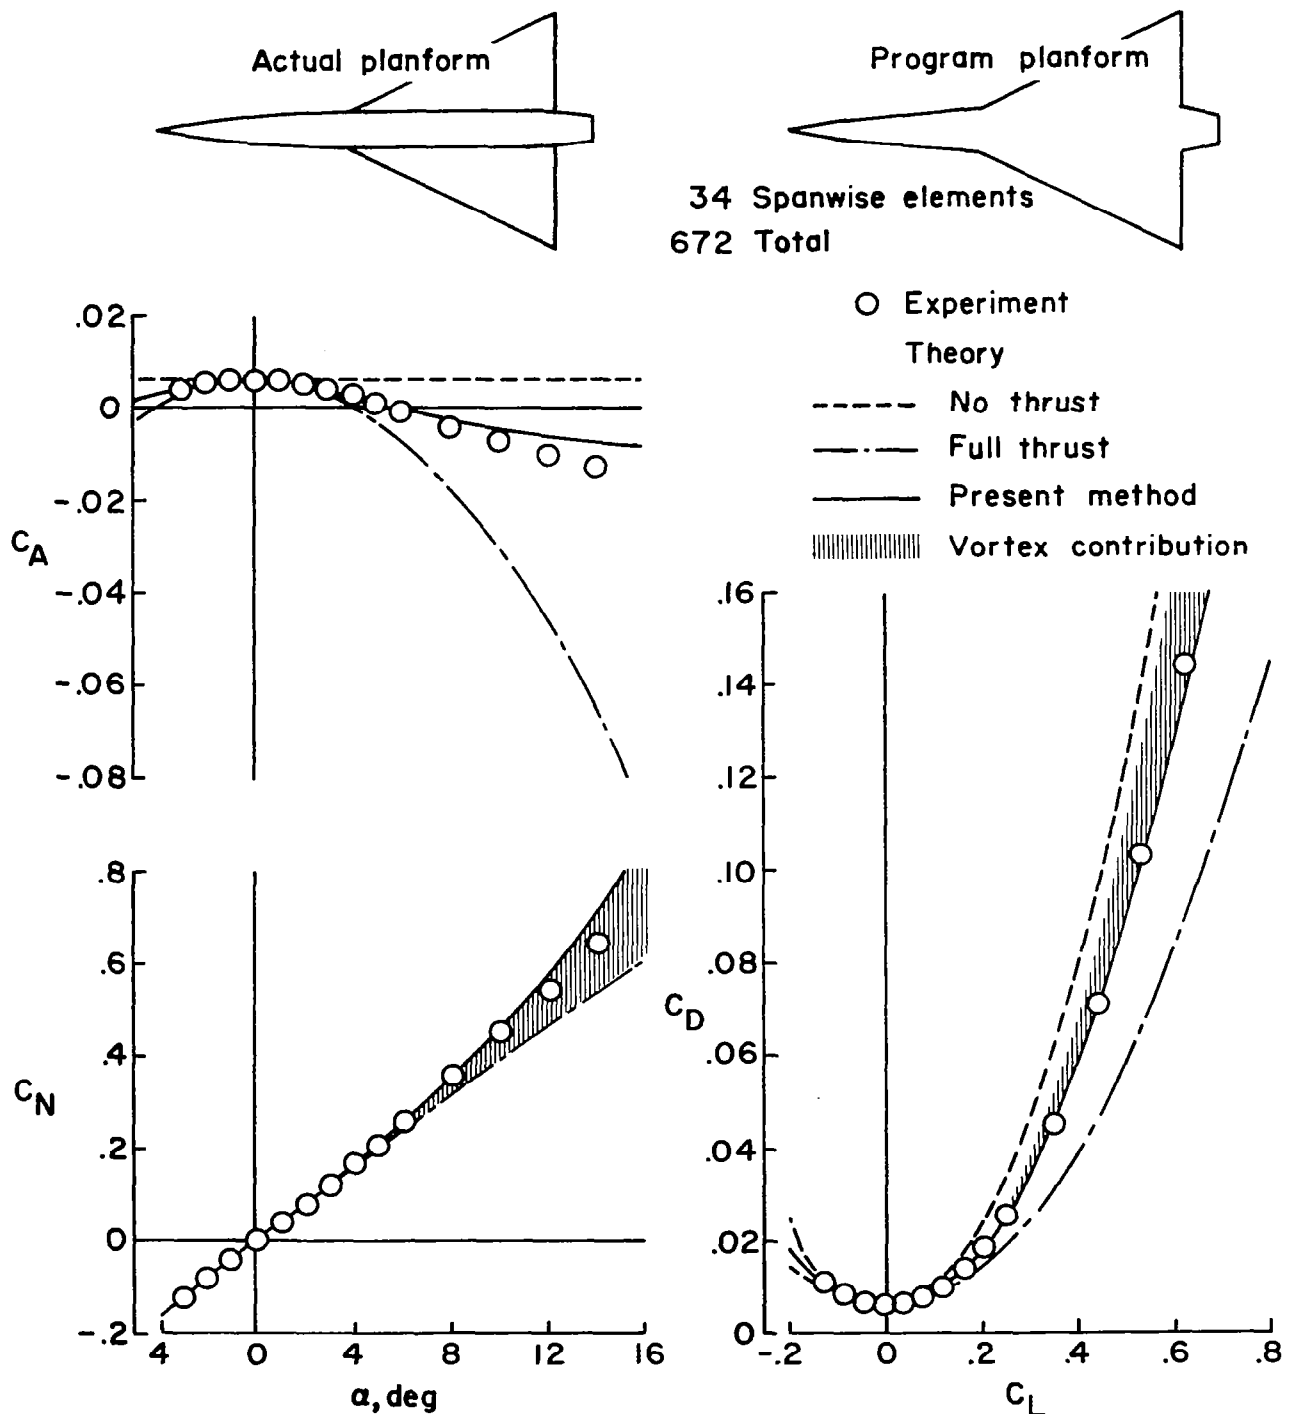 Actual planform
Program planform
34 Spanwise elements
672 Total
Experiment
Theory
No thrust
Full thrust
Present method
Vortex contribution
.02
0
-.02
-.04
-.06
-.08
C_A
.8
.6
.4
.2
0
-.2
C_N
4 0 4 8 12 16
α, deg
.16
.14
.12
.10
.08
.06
.04
.02
0
C_D
-.2 0 .2 .4 .6 .8
C_L